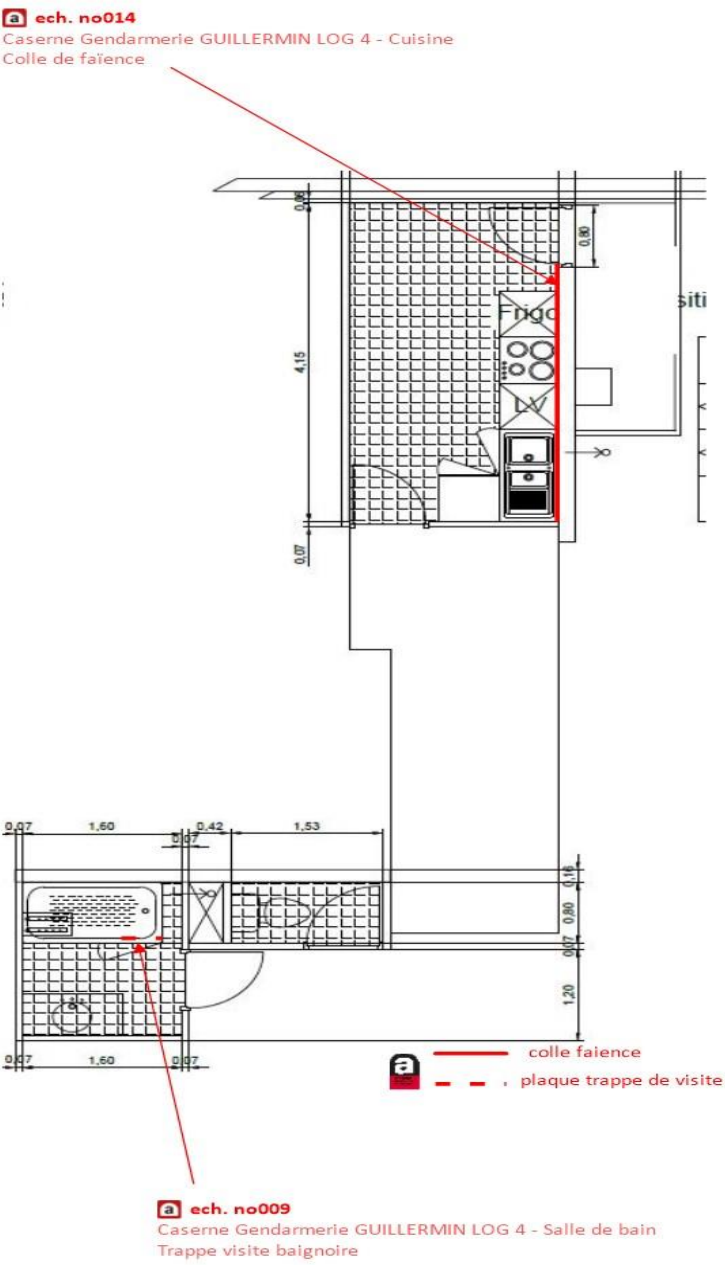 a ech. no014
Caserne Gendarmerie GUILLERMIN LOG 4 - Cuisine
Colle de faïence
0,06
0,80
siti
Frigo
4,15
LV
0,07
0,07 1,60 0,42 1,53
0,07
0,16
0,80
0,07
1,20
0,07 1,60 0,07
a colle faience
plaque trappe de visite
a ech. no009
Caserne Gendarmerie GUILLERMIN LOG 4 - Salle de bain
Trappe visite baignoire